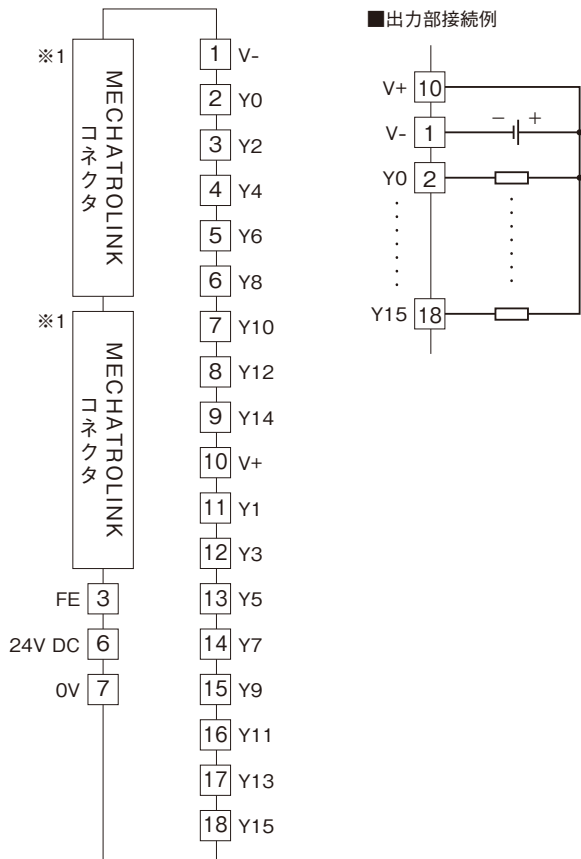 ※1
MECHATROLINK
コネクタ
※1
MECHATROLINK
コネクタ
FE 3
24V DC 6
0V 7
1 V-
2 Y0
3 Y2
4 Y4
5 Y6
6 Y8
7 Y10
8 Y12
9 Y14
10 V+
11 Y1
12 Y3
13 Y5
14 Y7
15 Y9
16 Y11
17 Y13
18 Y15
■出力部接続例
V+ 10
V- 1 − +
Y0 2
Y15 18